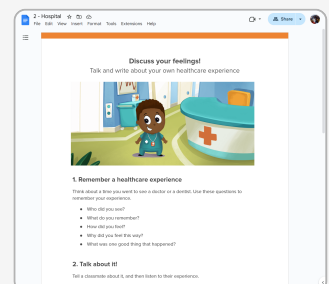 2 - Hospital
File Edit View Insert Format Tools Extensions Help
Share
Discuss your feelings!
Talk and write about your own healthcare experience
1. Remember a healthcare experience
Think about a time you went to see a doctor or a dentist. Use these questions to
remember your experience.
● Who did you see?
● What do you remember?
● How did you feel?
● Why did you feel this way?
● What was one good thing that happened?
2. Talk about it!
Tell a classmate about it, and then listen to their experience.